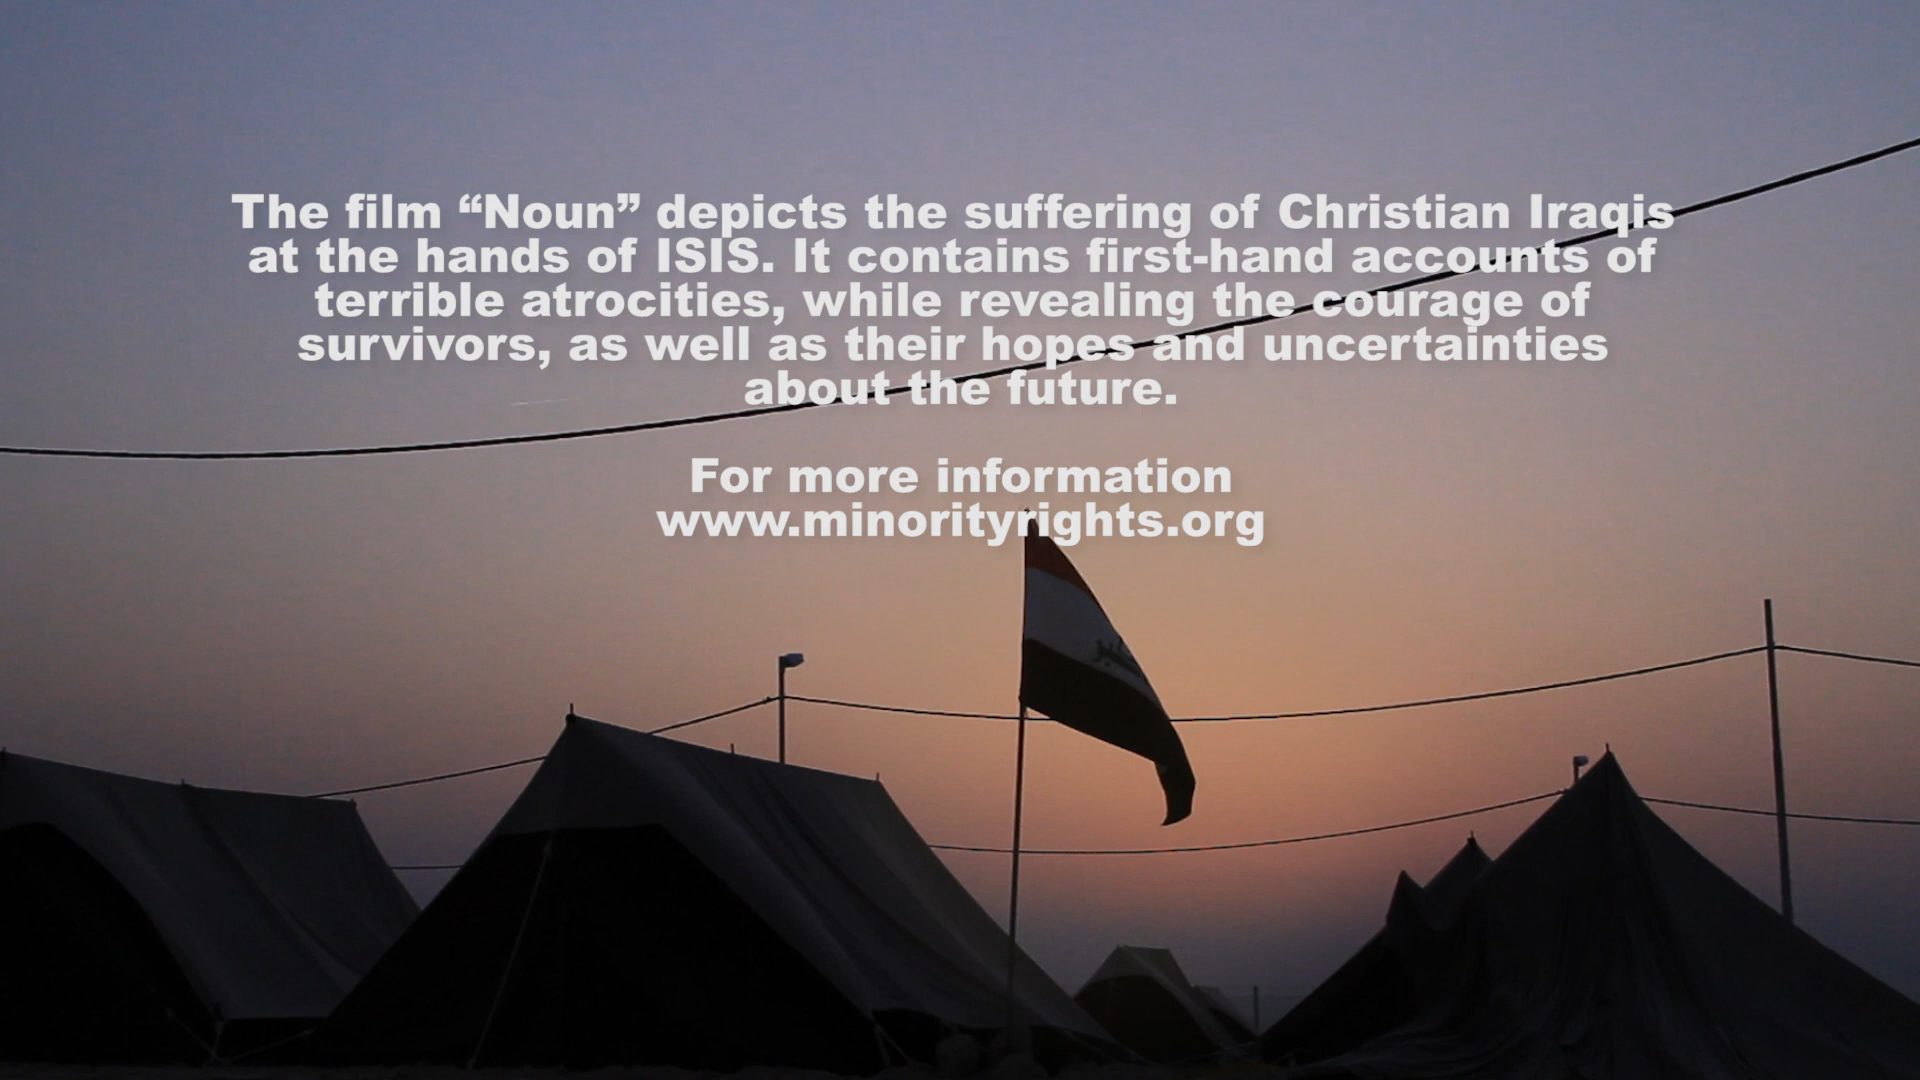 The film “Noun” depicts the suffering of Christian Iraqis
at the hands of ISIS. It contains first-hand accounts of
terrible atrocities, while revealing the courage of
survivors, as well as their hopes and uncertainties
about the future.
For more information
www.minorityrights.org